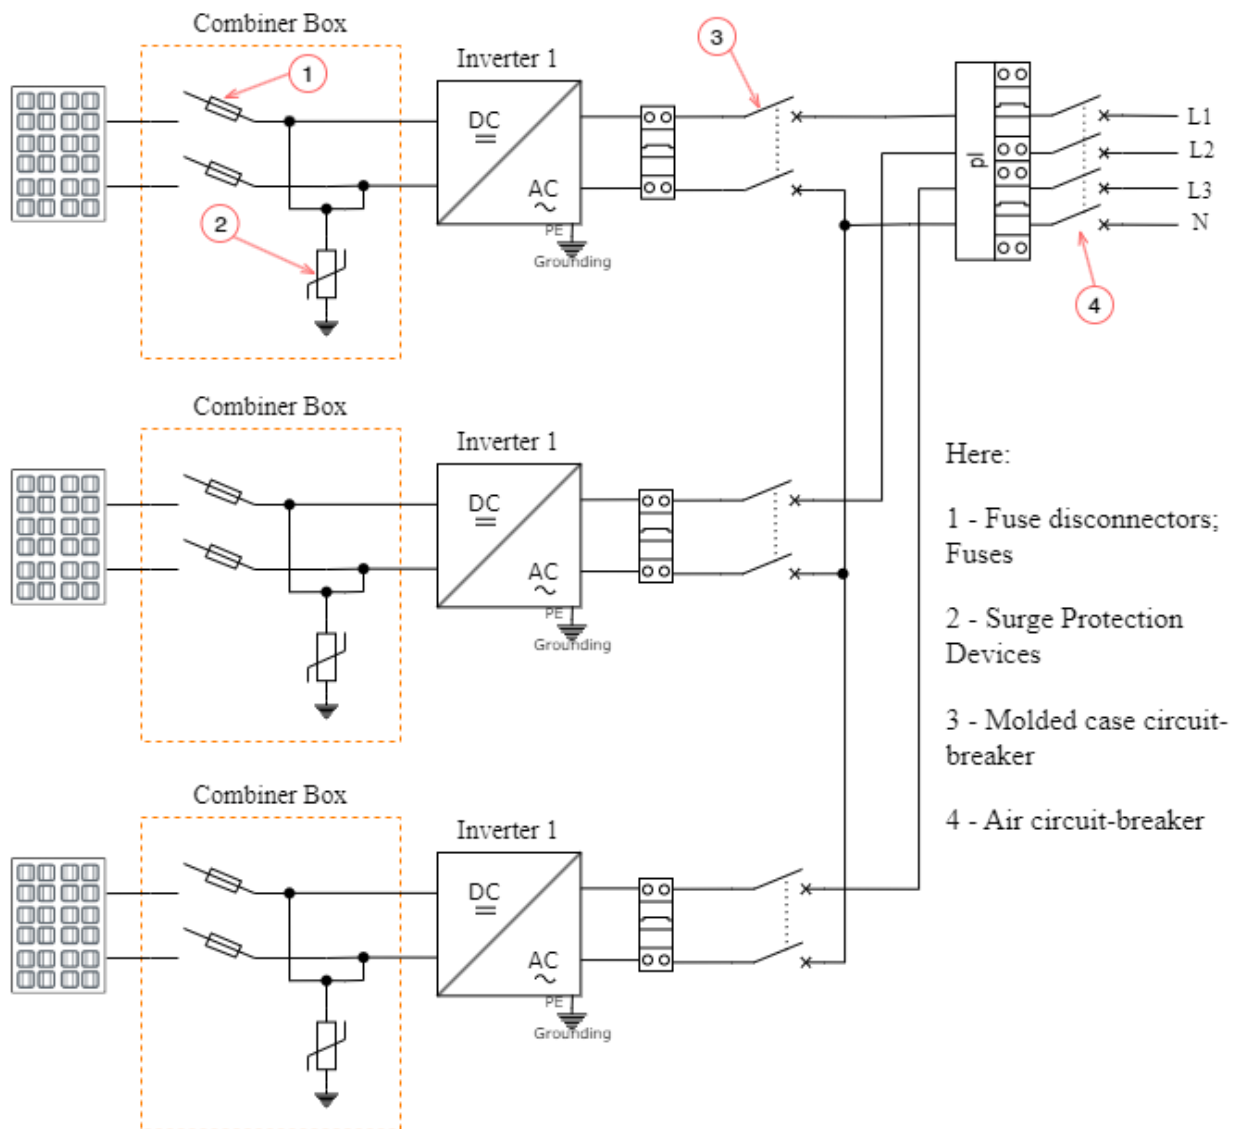 Combiner Box
Inverter 1
1
2
3
4
DC
AC
PE
Grounding
pI
L1
L2
L3
N
Combiner Box
Inverter 1
DC
AC
PE
Grounding
Here:
1 - Fuse disconnectors;
Fuses
2 - Surge Protection
Devices
3 - Molded case circuit-
breaker
4 - Air circuit-breaker
Combiner Box
Inverter 1
DC
AC
PE
Grounding